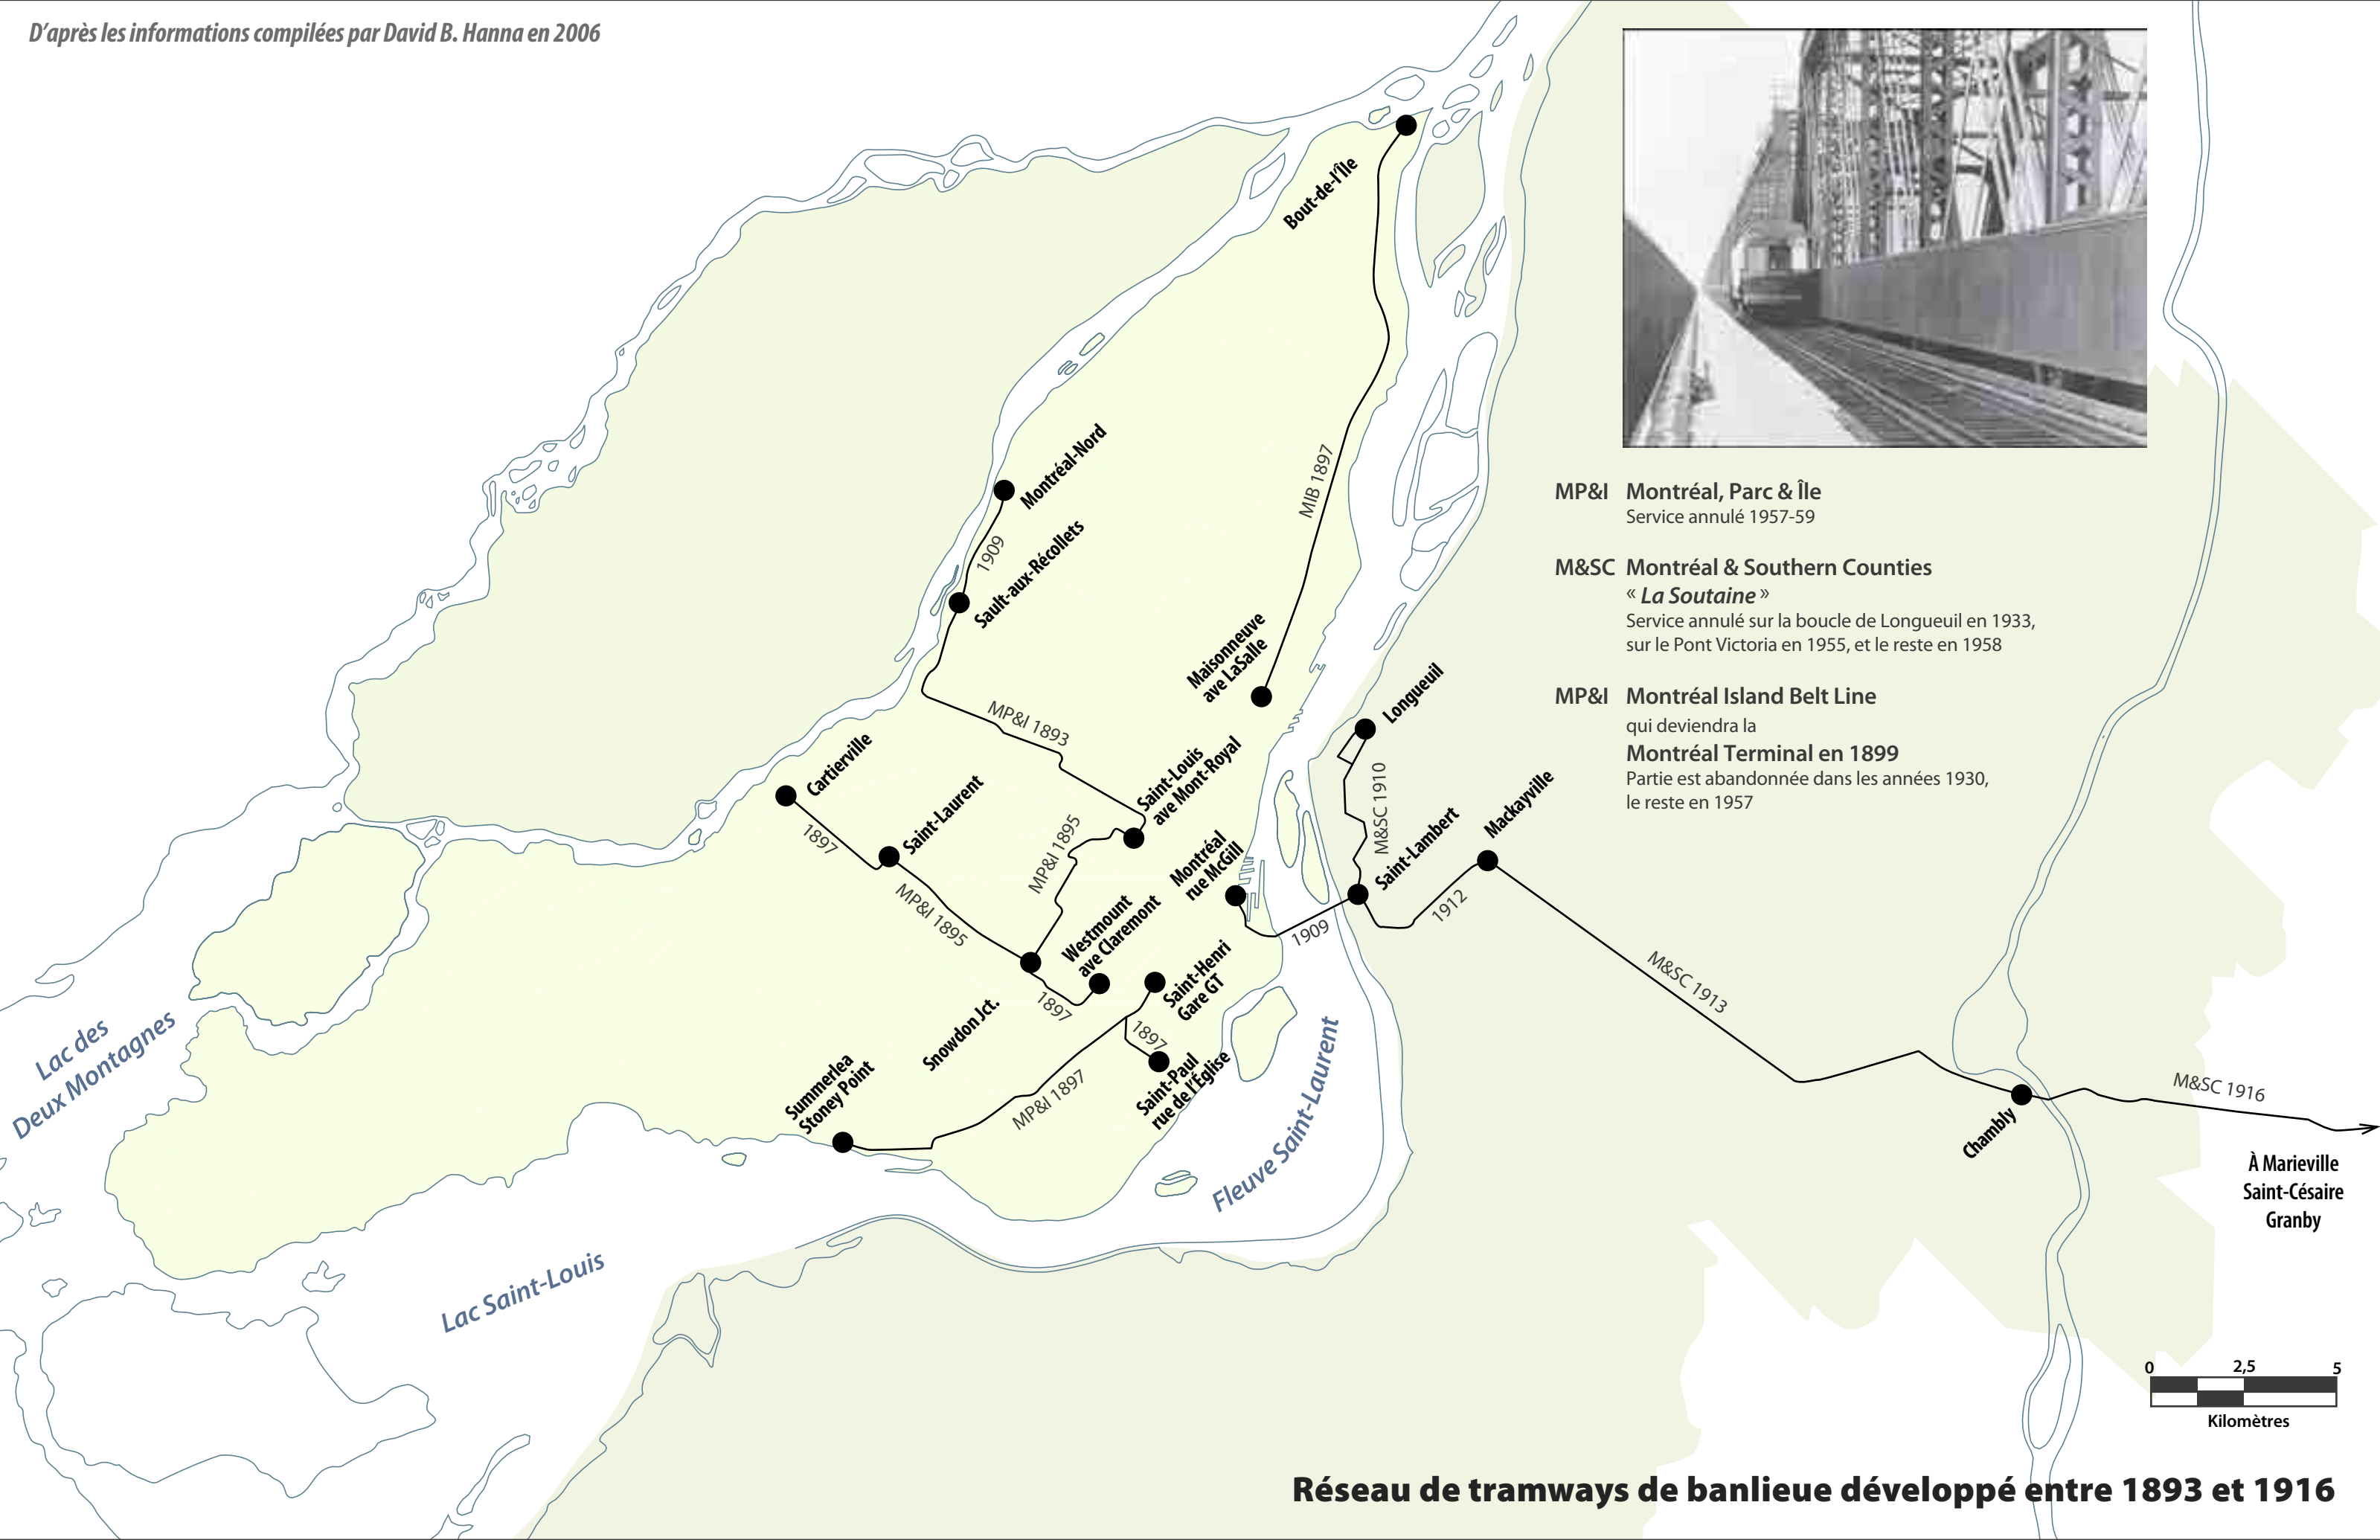 D’après les informations compilées par David B. Hanna en 2006
Bout-de-l’Île
MIB 1897
Montréal-Nord
1909
Sault-aux-Récollets
MP&I 1893
Maisonneuve
ave LaSalle
Longueuil
M&SC 1910
Cartierville
1897
Saint-Laurent
MP&I 1895
Saint-Louis
ave Mont-Royal
MP&I 1895
Montréal
rue McGill
1909
Saint-Lambert
1912
Mackayville
M&SC 1913
Westmount
ave Claremont
1897
Snowdon Jct.
Saint-Henri
Gare GT
1897
Saint-Paul
rue de l’Église
MP&I 1897
Summerlea
Stoney Point
Chambly
M&SC 1916
À Marieville
Saint-Césaire
Granby
Lac des
Deux Montagnes
Lac Saint-Louis
Fleuve Saint-Laurent
MP&I Montréal, Parc & Île
Service annulé 1957-59
M&SC Montréal & Southern Counties
« La Soutaine »
Service annulé sur la boucle de Longueuil en 1933,
sur le Pont Victoria en 1955, et le reste en 1958
MP&I Montréal Island Belt Line
qui deviendra la
Montréal Terminal en 1899
Partie est abandonnée dans les années 1930,
le reste en 1957
0 2,5 5
Kilomètres
Réseau de tramways de banlieue développé entre 1893 et 1916